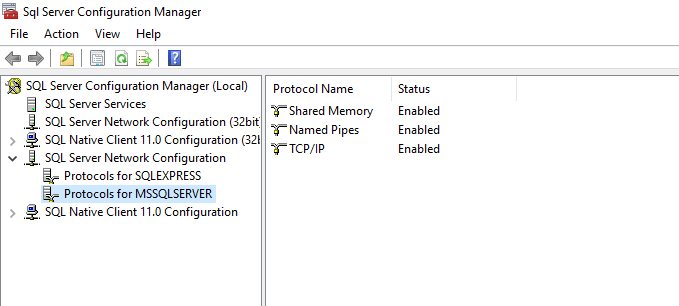 Sql Server Configuration Manager
File Action View Help
SQL Server Configuration Manager (Local)
SQL Server Services
SQL Server Network Configuration (32bit)
SQL Native Client 11.0 Configuration (32b
SQL Server Network Configuration
Protocols for SQLEXPRESS
Protocols for MSSQLSERVER
SQL Native Client 11.0 Configuration
Protocol Name Status
Shared Memory Enabled
Named Pipes Enabled
TCP/IP Enabled